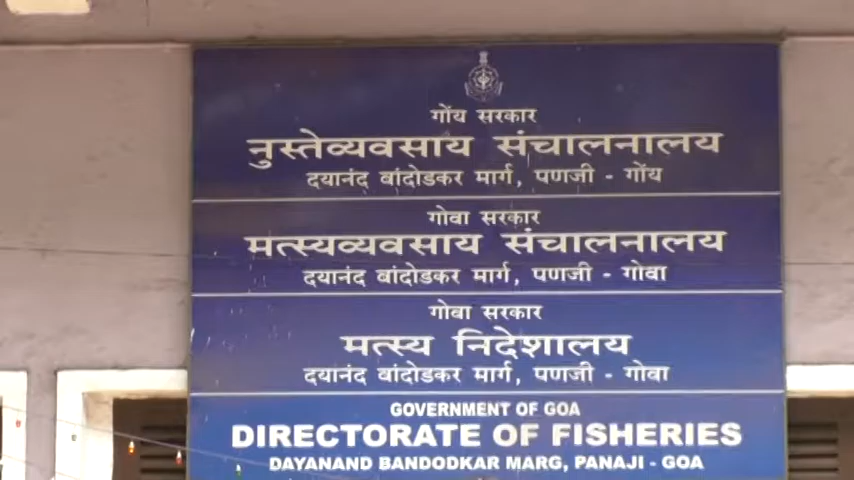 गोंय सरकार
नुस्तेव्यवसाय संचालनालय
दयानंद बांदोडकर मार्ग, पणजी - गोंय
गोवा सरकार
मत्स्यव्यवसाय संचालनालय
दयानंद बांदोडकर मार्ग, पणजी - गोवा
गोवा सरकार
मत्स्य निदेशालय
दयानंद बांदोडकर मार्ग, पणजी - गोवा
GOVERNMENT OF GOA
DIRECTORATE OF FISHERIES
DAYANAND BANDODKAR MARG, PANAJI - GOA